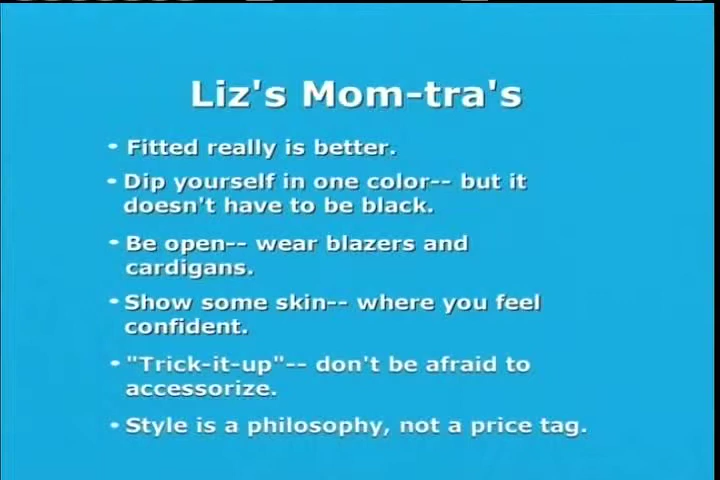 Liz's Mom-tra's
• Fitted really is better.
• Dip yourself in one color-- but it
doesn't have to be black.
• Be open-- wear blazers and
cardigans.
• Show some skin-- where you feel
confident.
• "Trick-it-up"-- don't be afraid to
accessorize.
• Style is a philosophy, not a price tag.